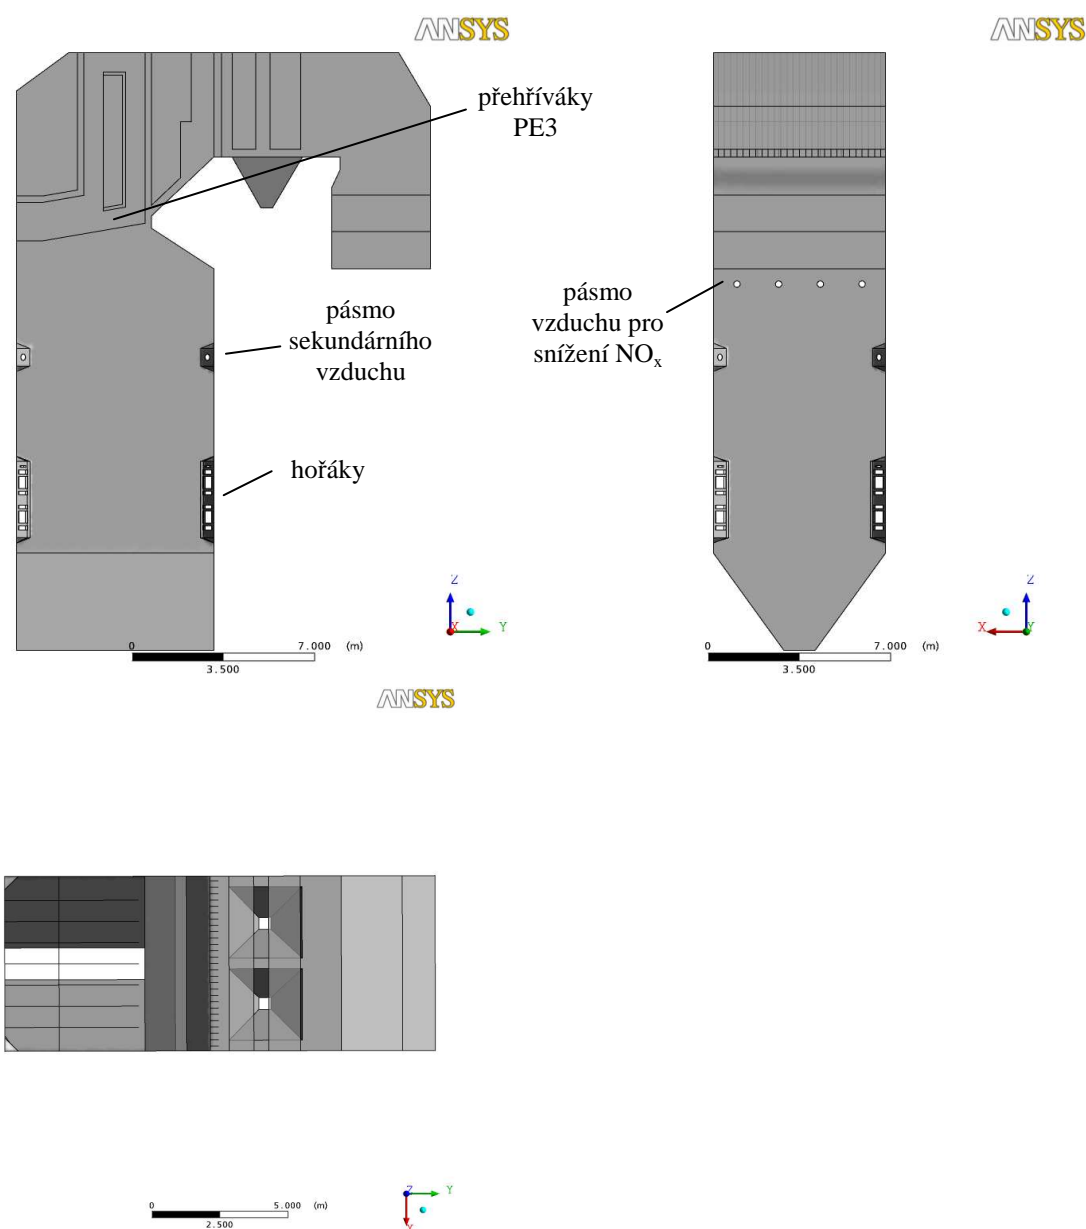 ANSYS
ANSYS
přehříváky
PE3
pásmo
sekundárního
vzduchu
hořáky
pásmo
vzduchu pro
snížení NOₓ
Z
X
Y
0
7.000
(m)
3.500
Z
X
Y
0
7.000
(m)
3.500
ANSYS
0
5.000
(m)
2.500
Z
Y
X